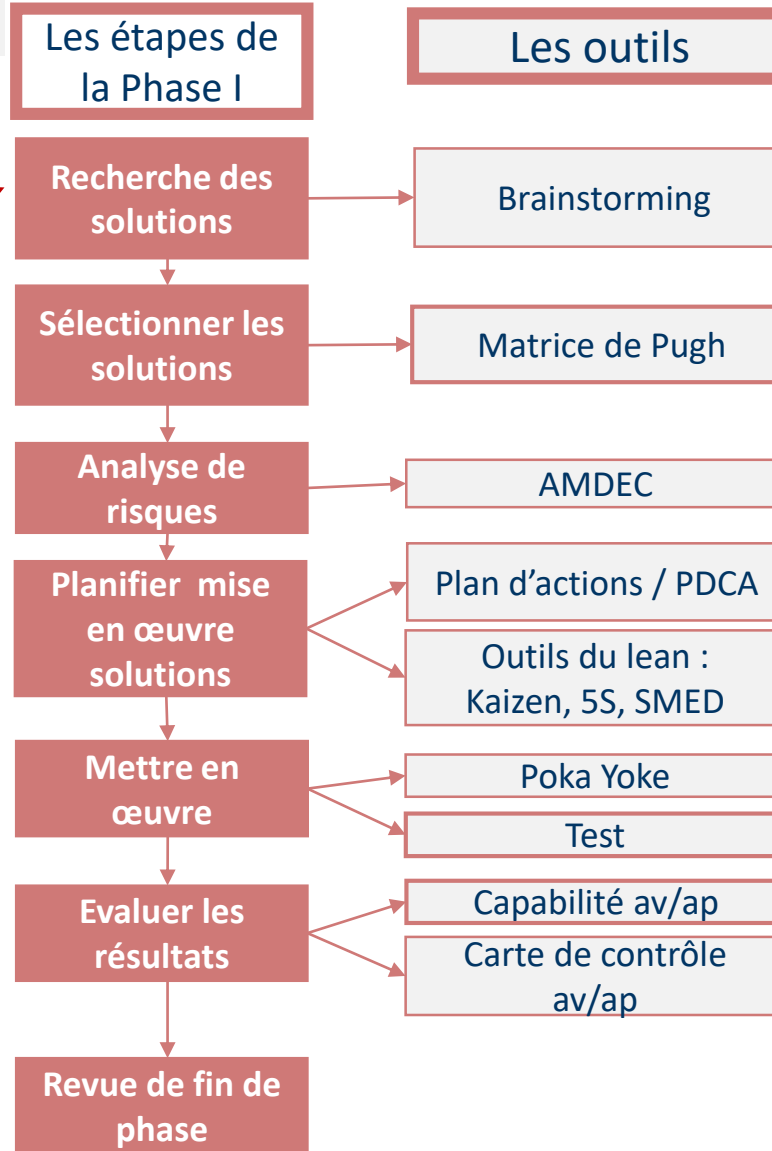 Les étapes de
la Phase I
Les outils
Recherche des
solutions
Brainstorming
Sélectionner les
solutions
Matrice de Pugh
Analyse de
risques
AMDEC
Planifier  mise
en œuvre
solutions
Plan d’actions / PDCA
Outils du lean :
Kaizen, 5S, SMED
Mettre en
œuvre
Poka Yoke
Test
Evaluer les
résultats
Capabilité av/ap
Carte de contrôle
av/ap
Revue de fin de
phase